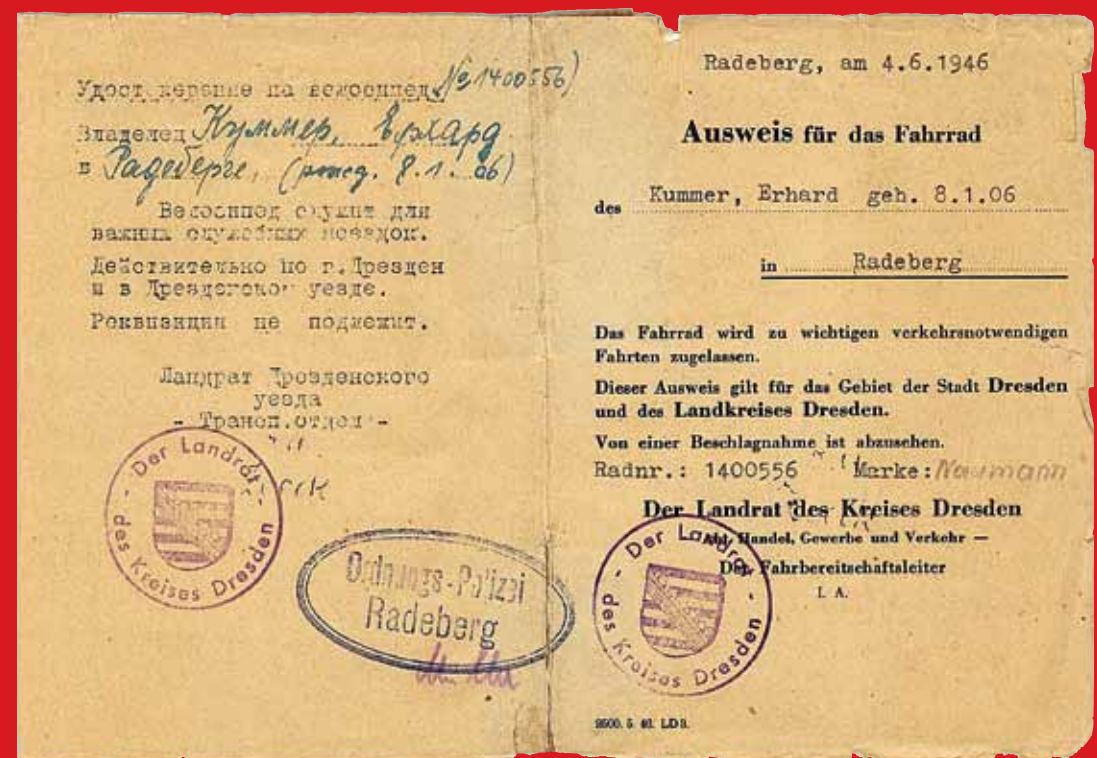 Удостоверение на велосипед (№ 1400556)
Владелец Куммер, Ерхард
в Радеберге, (рожд. 8.1.06)
Велосипед служит для
важных служебных поездок.
Действительно по г.Дрезден
и в Дрезденском уезде.
Реквизиции не подлежит.
Ландрат Дрезденского
уезда
- Трансп.отдел -
Der Landrat
des Kreises Dresden
Ordnungs-Polizei
Radeberg
Radeberg, am 4.6.1946
Ausweis für das Fahrrad
des Kummer, Erhard geh. 8.1.06
in Radeberg
Das Fahrrad wird zu wichtigen verkehrsnotwendigen
Fahrten zugelassen.
Dieser Ausweis gilt für das Gebiet der Stadt Dresden
und des Landkreises Dresden.
Von einer Beschlagnahme ist abzusehen.
Radnr.: 1400556 Marke: Naumann
Der Landrat des Kreises Dresden
Abt. Handel, Gewerbe und Verkehr —
Der Fahrbereitschaftsleiter
I. A.
Der Landrat
des Kreises Dresden
2500. 5. 46. LDS.